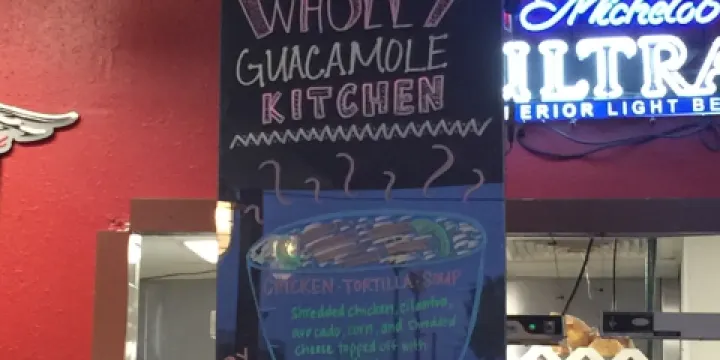 WHOLLY
GUACAMOLE
KITCHEN
CHICKEN · TORTILLA · SOUP
Shredded chicken, cilantro,
avocado, corn, and shredded
cheese topped off with
Michelob
ULTRA
SUPERIOR LIGHT BEER